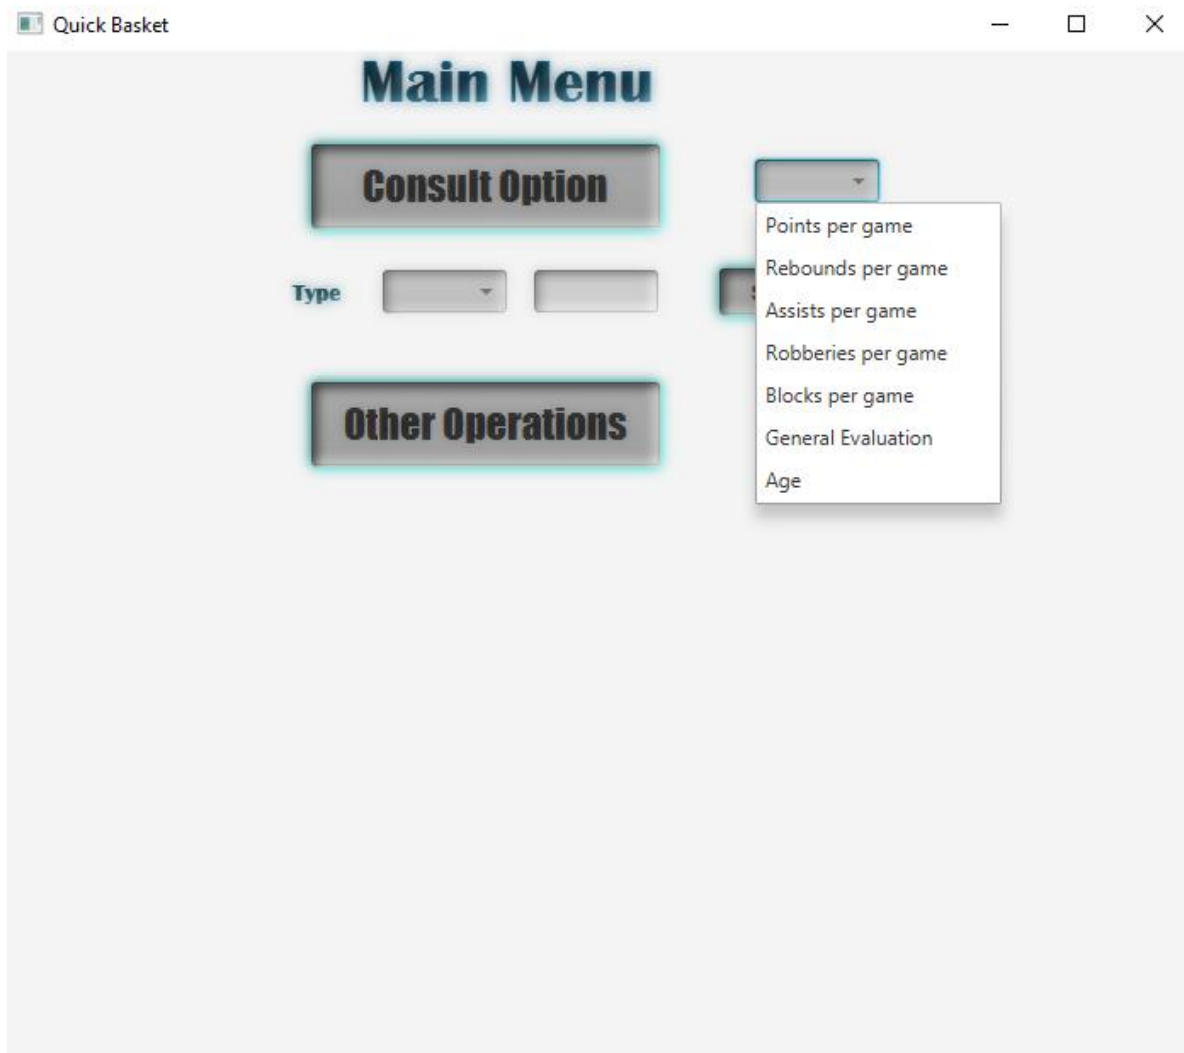 Quick Basket
Main Menu
Consult Option
Points per game
Rebounds per game
Type
Assists per game
Robberies per game
Blocks per game
Other Operations
General Evaluation
Age